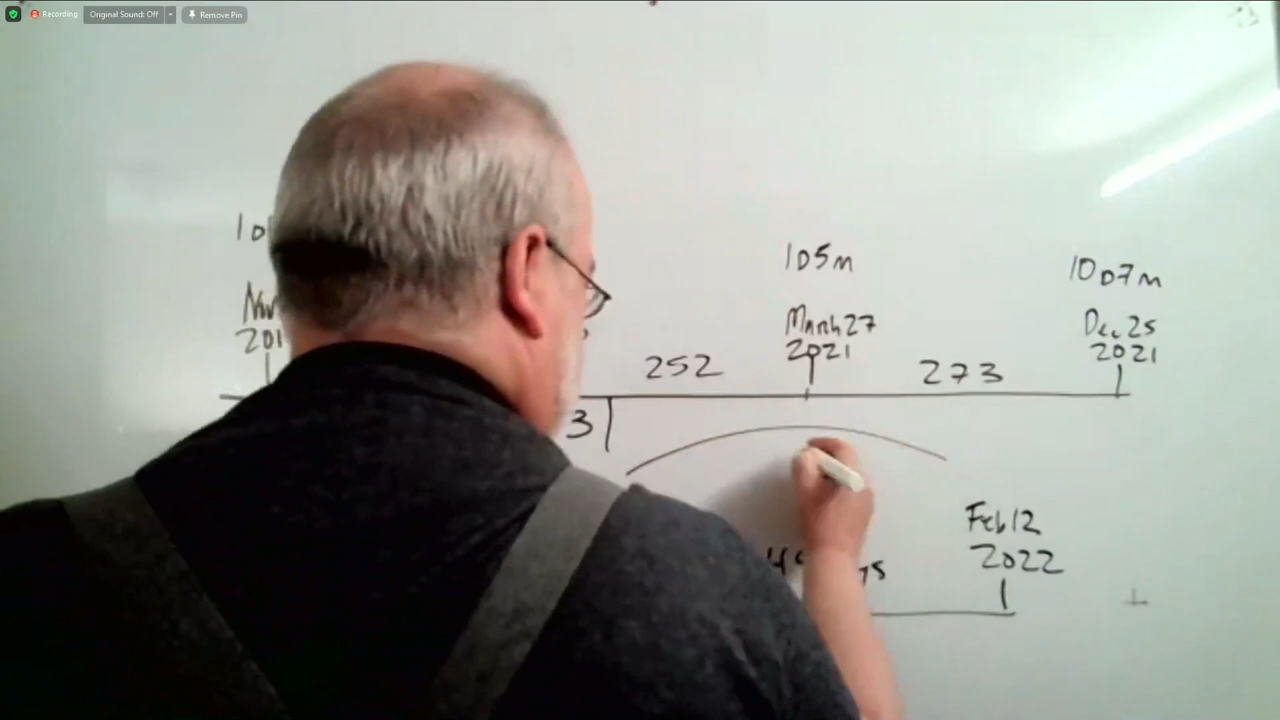 Recording
Original Sound: Off
Remove Pin
105m
1007m
March 27
2021
Dec 25
2021
252
273
3
Feb 12
2022